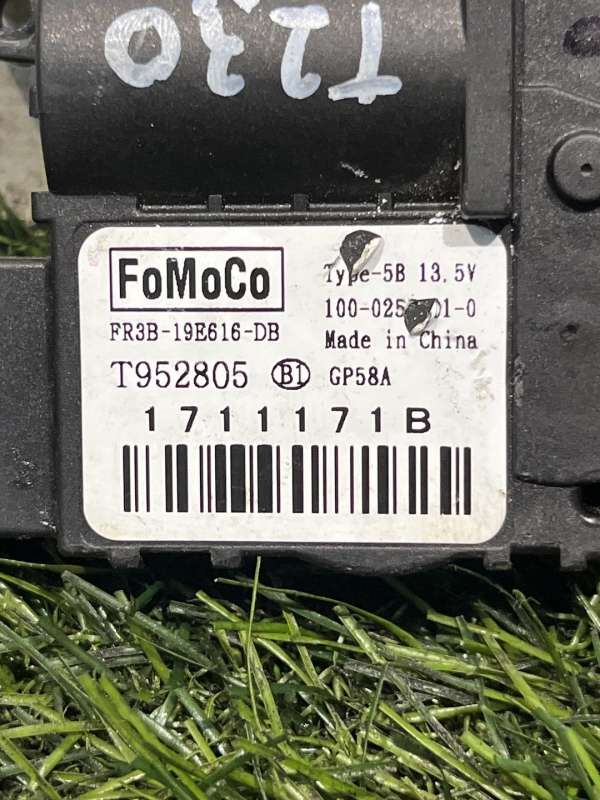 T230
FoMoCo
Type-5B 13.5V
FR3B-19E616-DB
Made in China
T952805 B1 GP58A
1711171B